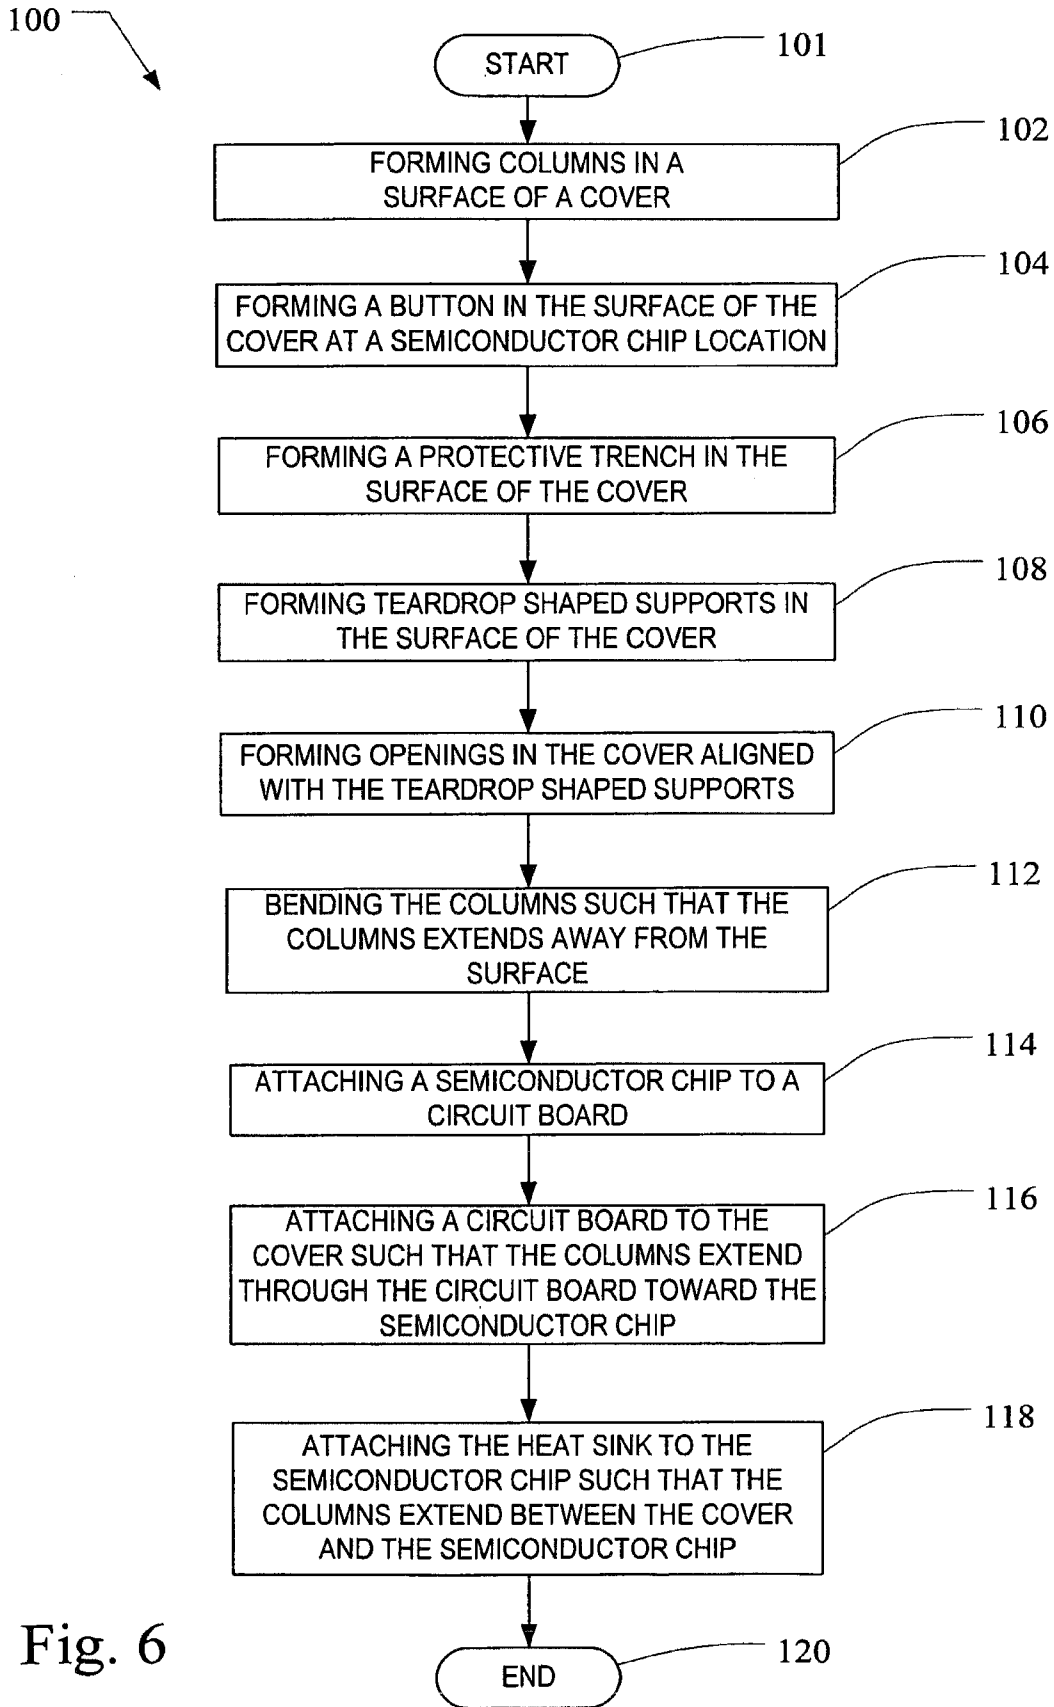 100
START
101
FORMING COLUMNS IN A
SURFACE OF A COVER
102
FORMING A BUTTON IN THE SURFACE OF THE
COVER AT A SEMICONDUCTOR CHIP LOCATION
104
FORMING A PROTECTIVE TRENCH IN THE
SURFACE OF THE COVER
106
FORMING TEARDROP SHAPED SUPPORTS IN
THE SURFACE OF THE COVER
108
FORMING OPENINGS IN THE COVER ALIGNED
WITH THE TEARDROP SHAPED SUPPORTS
110
BENDING THE COLUMNS SUCH THAT THE
COLUMNS EXTENDS AWAY FROM THE
SURFACE
112
ATTACHING A SEMICONDUCTOR CHIP TO A
CIRCUIT BOARD
114
ATTACHING A CIRCUIT BOARD TO THE
COVER SUCH THAT THE COLUMNS EXTEND
THROUGH THE CIRCUIT BOARD TOWARD THE
SEMICONDUCTOR CHIP
116
ATTACHING THE HEAT SINK TO THE
SEMICONDUCTOR CHIP SUCH THAT THE
COLUMNS EXTEND BETWEEN THE COVER
AND THE SEMICONDUCTOR CHIP
118
END
120
Fig. 6